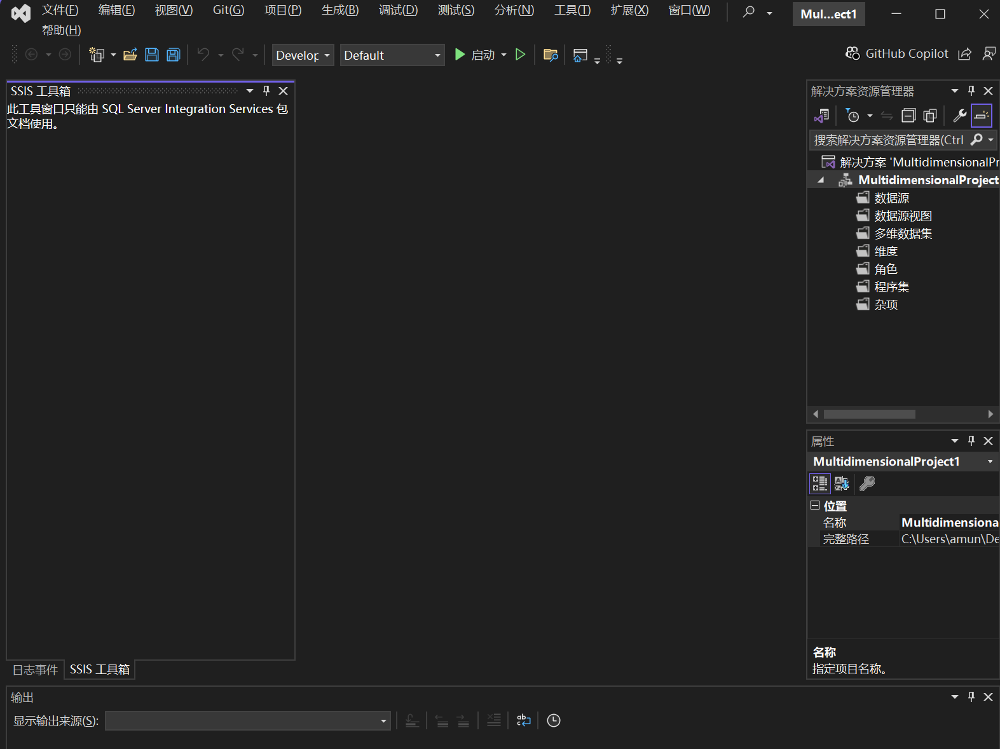 文件(F) 编辑(E) 视图(V) Git(G) 项目(P) 生成(B) 调试(D) 测试(S) 分析(N) 工具(T) 扩展(X) 窗口(W) Mul...ect1
帮助(H)
Develop Default 启动 GitHub Copilot
SSIS 工具箱
此工具窗口只能由 SQL Server Integration Services 包
文档使用。
日志事件 SSIS 工具箱
解决方案资源管理器
搜索解决方案资源管理器(Ctrl
解决方案 'MultidimensionalPr
MultidimensionalProject
数据源
数据源视图
多维数据集
维度
角色
程序集
杂项
属性
MultidimensionalProject1
位置
名称 Multidimensiona
完整路径 C:\Users\amun\De
名称
指定项目名称。
输出
显示输出来源(S):